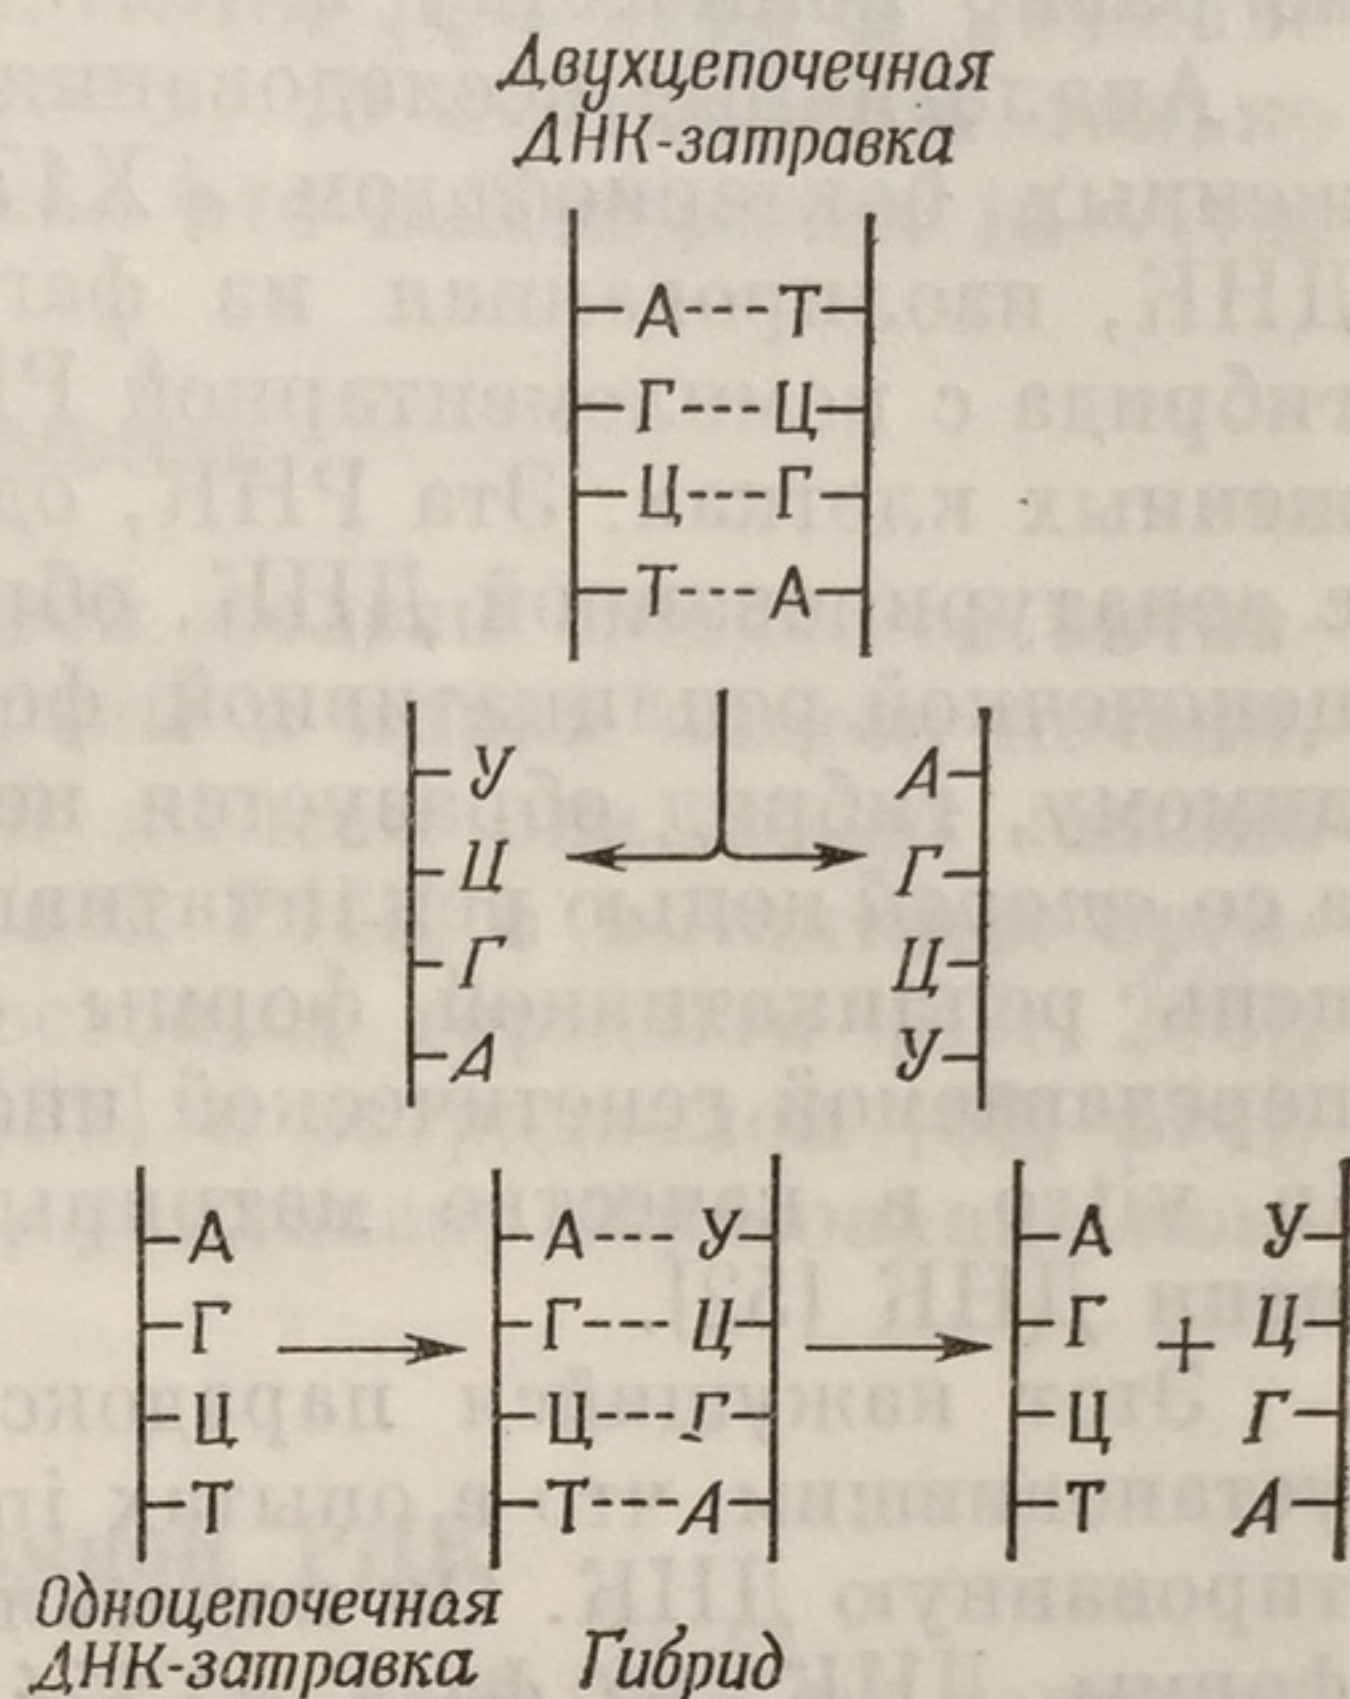 Двухцепочечная
ДНК-затравка
А---Т
Г---Ц
Ц---Г
Т---А
У А
Ц Г
Г Ц
А У
А А---У А У
Г Г---Ц Г + Ц
Ц Ц---Г Ц Г
Т Т---А Т А
Одноцепочечная
ДНК-затравка Гибрид